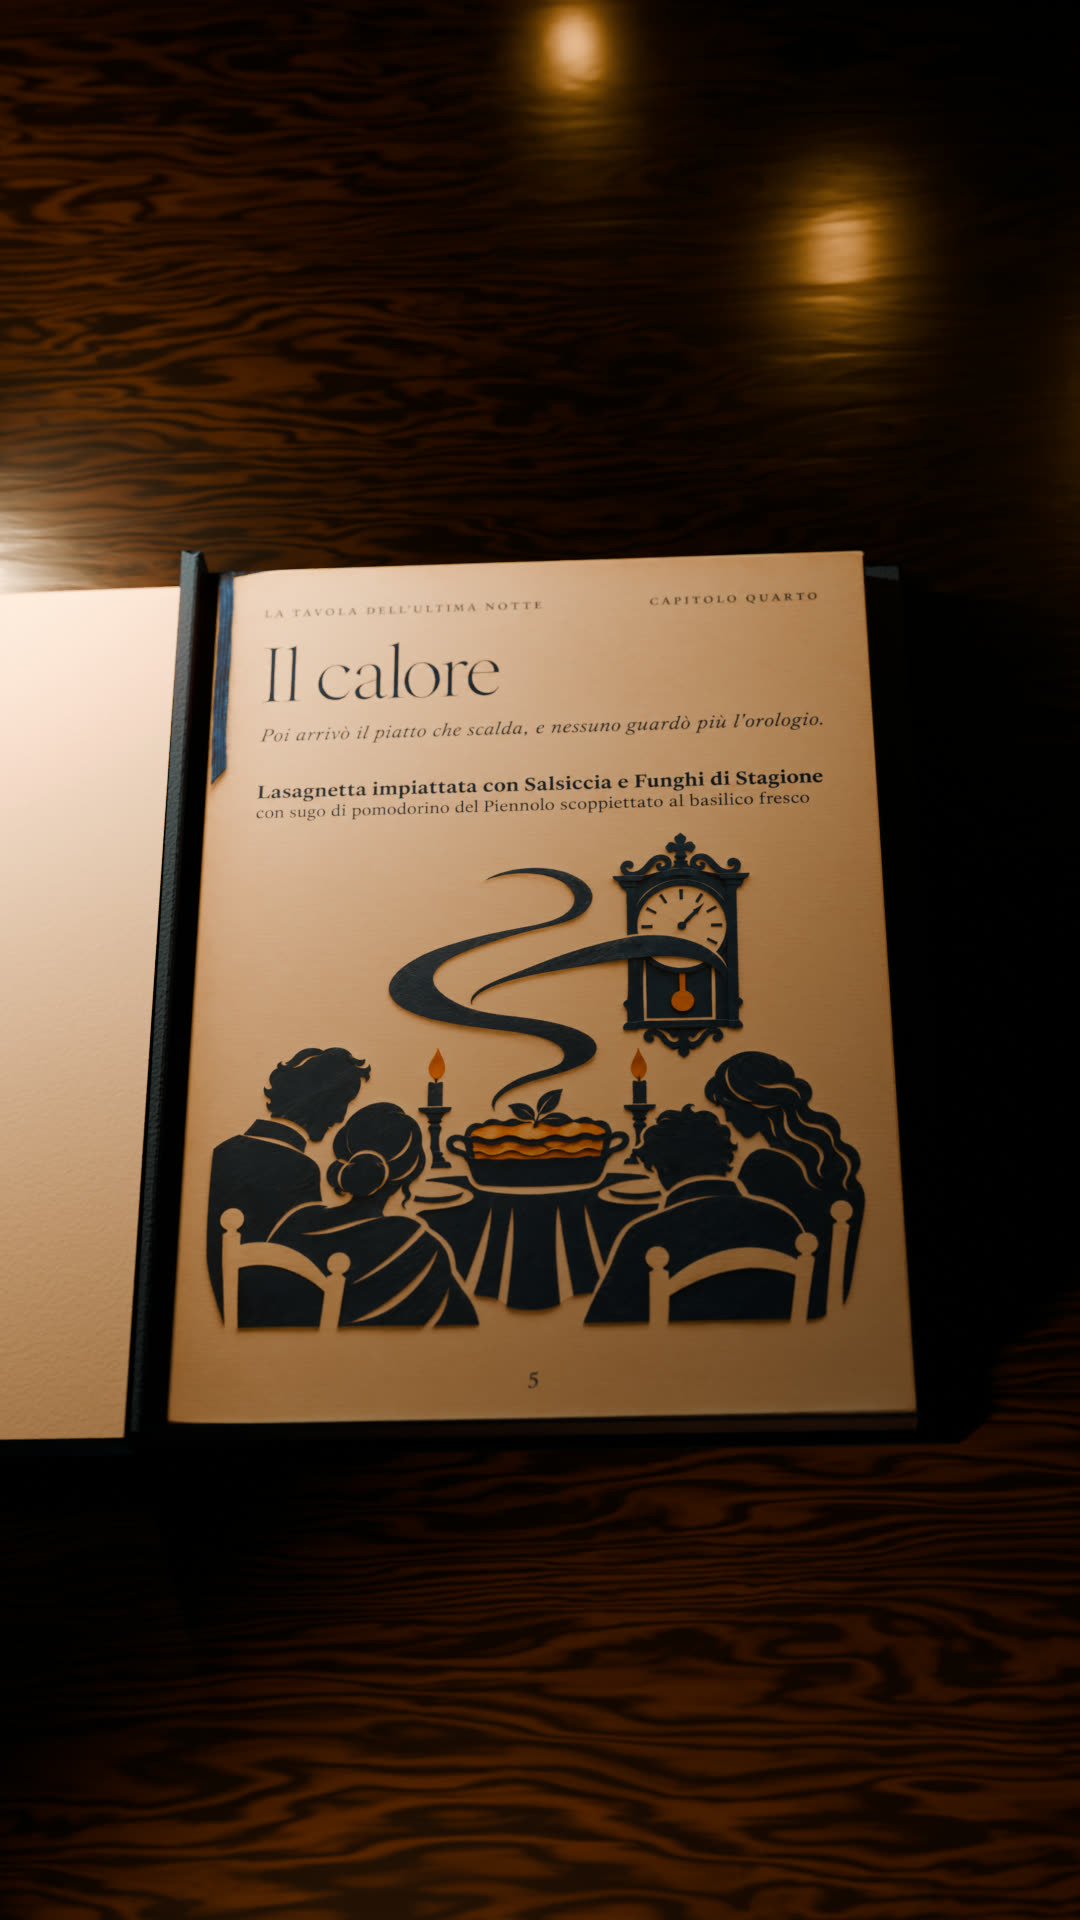 LA TAVOLA DELL'ULTIMA NOTTE
CAPITOLO QUARTO
Il calore
Poi arrivò il piatto che scalda, e nessuno guardò più l'orologio.
Lasagnetta impiattata con Salsiccia e Funghi di Stagione
con sugo di pomodorino del Piennolo scoppiettato al basilico fresco
5